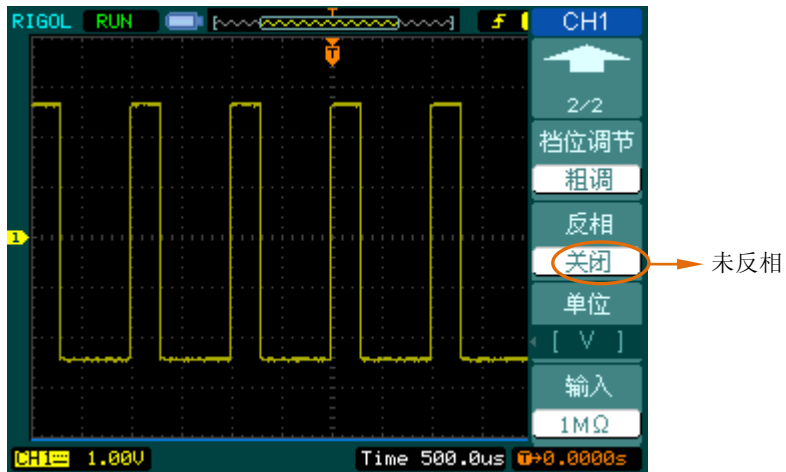 RIGOL RUN T f CH1
T
2/2
档位调节
粗调
反相
关闭
未反相
1
单位
[ V ]
输入
1MΩ
CH1 1.00V Time 500.0us T→0.0000s